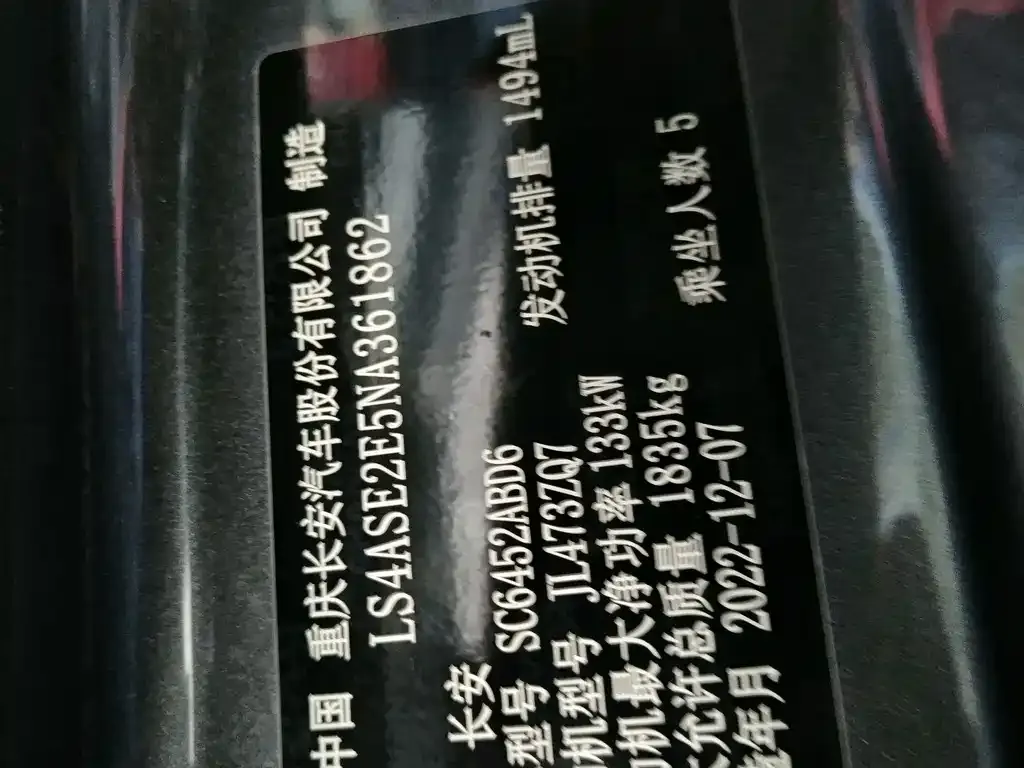 中国 重庆长安汽车股份有限公司 制造
LS4ASE2E5NA361862
长安
型号 SC6452ABD6 发动机排量 1494mL
机型号 JL473ZQ7
机最大净功率 133kW
允许总质量 1835kg 乘坐人数 5
年月 2022-12-07